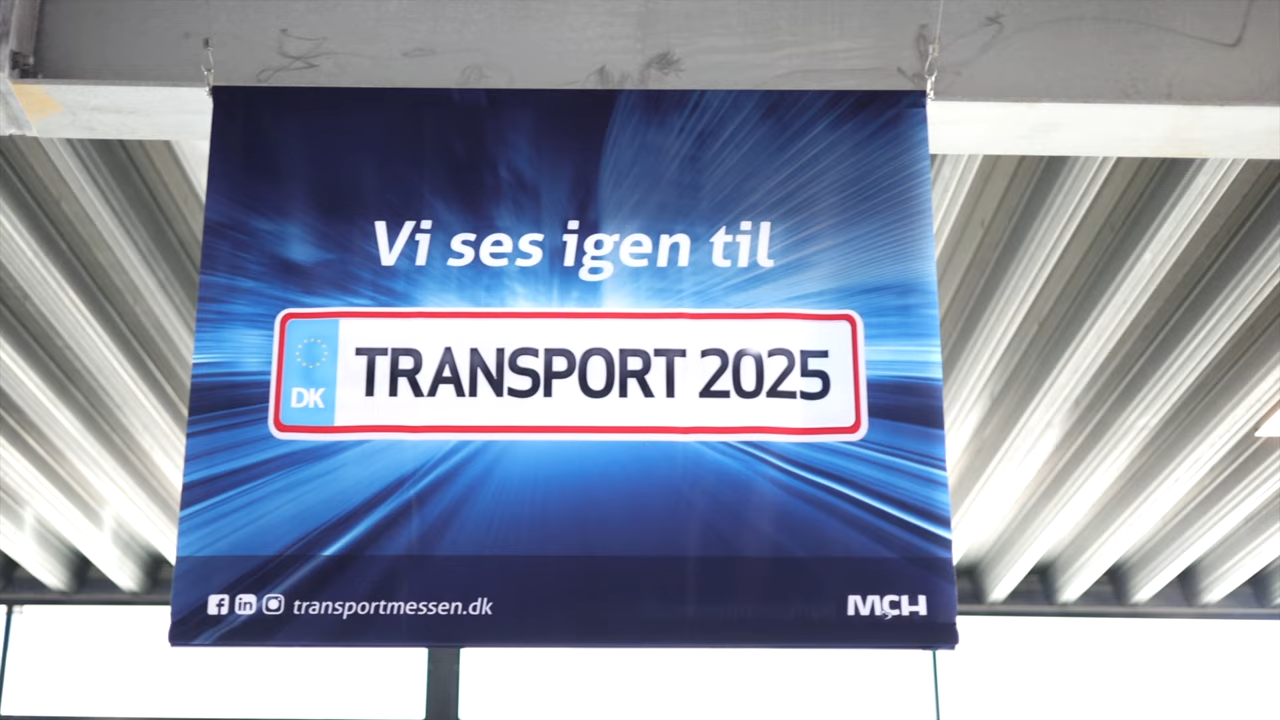 Vi ses igen til
DK
TRANSPORT 2025
transportmessen.dk
MCH